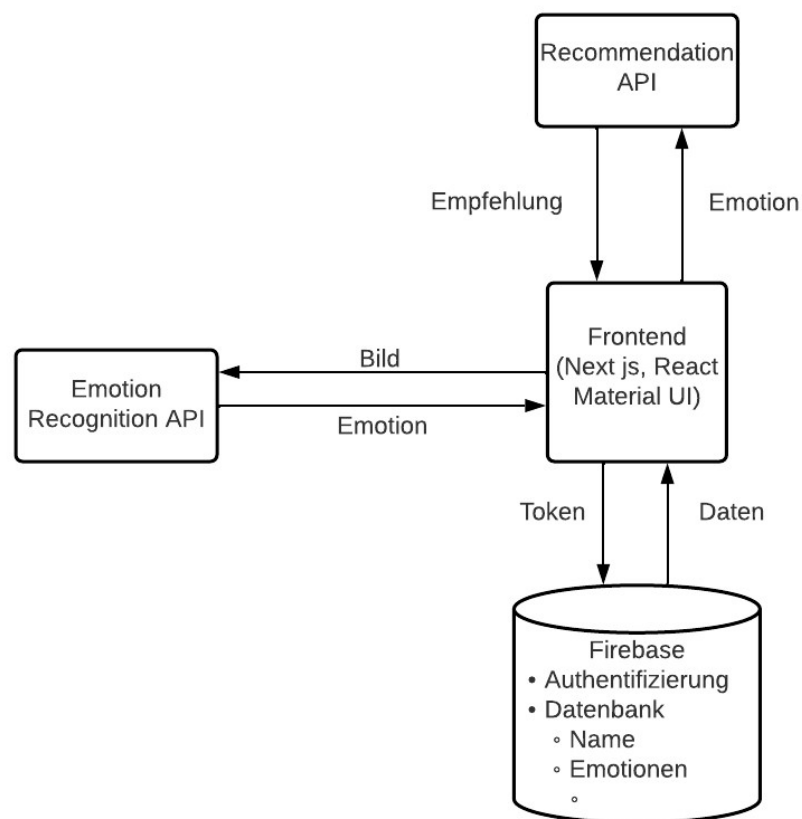 Recommendation
API
Empfehlung
Emotion
Frontend
(Next js, React
Material UI)
Bild
Emotion
Recognition API
Emotion
Token
Daten
Firebase
• Authentifizierung
• Datenbank
◦ Name
◦ Emotionen
◦